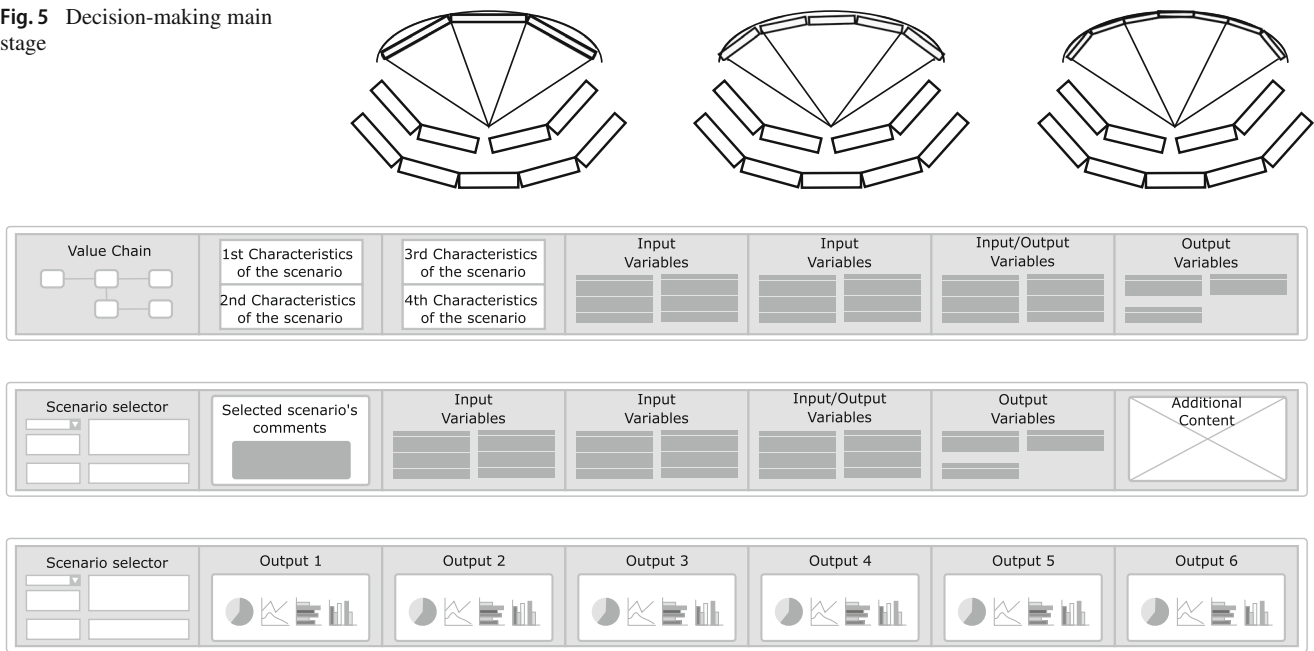 Fig. 5 Decision-making main
stage
Value Chain
1st Characteristics
of the scenario
2nd Characteristics
of the scenario
3rd Characteristics
of the scenario
4th Characteristics
of the scenario
Input
Variables
Input
Variables
Input/Output
Variables
Output
Variables
Scenario selector
Selected scenario's
comments
Input
Variables
Input
Variables
Input/Output
Variables
Output
Variables
Additional
Content
Scenario selector
Output 1
Output 2
Output 3
Output 4
Output 5
Output 6